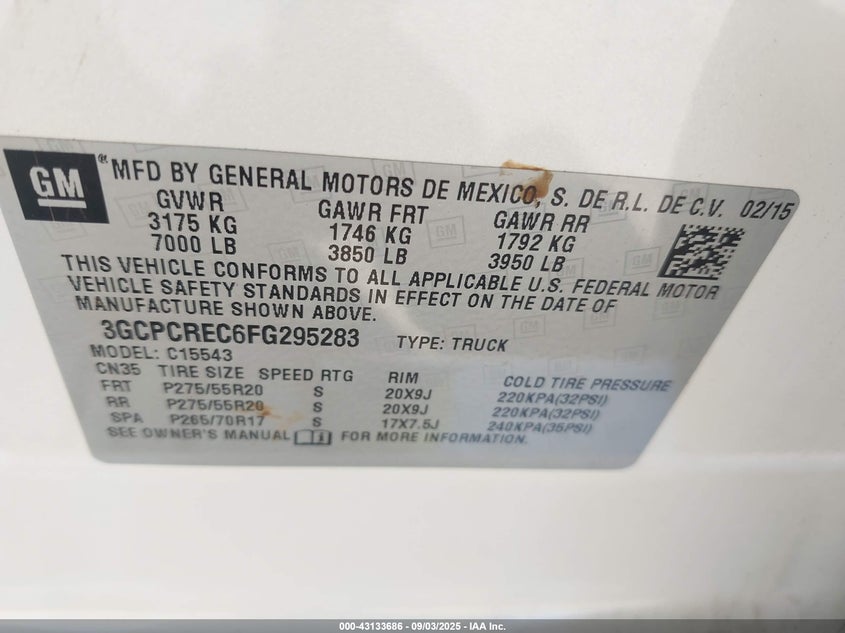 GM ® MFD BY GENERAL MOTORS DE MEXICO, S. DE R.L. DE C.V. 02/15
GVWR GAWR FRT GAWR RR
3175 KG 1746 KG 1792 KG
7000 LB 3850 LB 3950 LB
THIS VEHICLE CONFORMS TO ALL APPLICABLE U.S. FEDERAL MOTOR
VEHICLE SAFETY STANDARDS IN EFFECT ON THE DATE OF
MANUFACTURE SHOWN ABOVE.
3GCPCREC6FG295283 TYPE: TRUCK
MODEL: C15543
CN35 TIRE SIZE SPEED RTG RIM COLD TIRE PRESSURE
FRT P275/55R20 S 20X9J 220KPA(32PSI)
RR P275/55R20 S 20X9J 220KPA(32PSI)
SPA P265/70R17 S 17X7.5J 240KPA(35PSI)
SEE OWNER'S MANUAL FOR MORE INFORMATION.
000-43133686 - 09/03/2025 - IAA Inc.